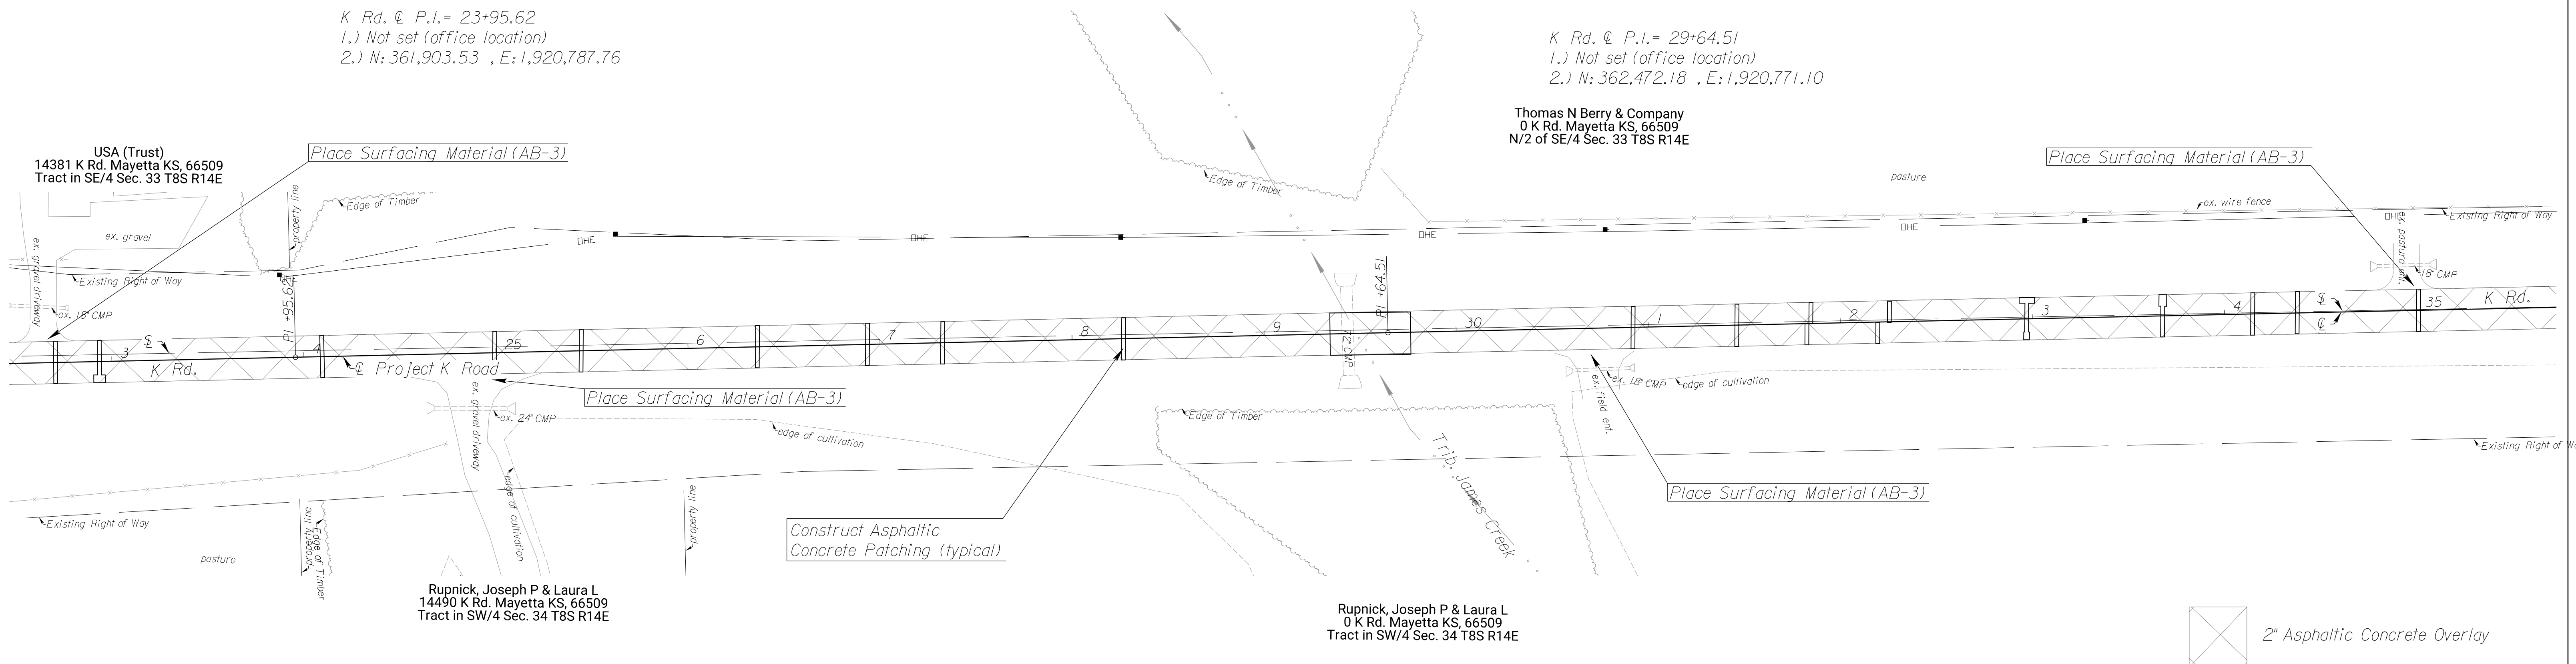 K Rd. ℄ P.I.= 23+95.62
1.) Not set (office location)
2.) N: 361,903.53 , E: 1,920,787.76
K Rd. ℄ P.I.= 29+64.51
1.) Not set (office location)
2.) N: 362,472.18 , E: 1,920,771.10
Thomas N Berry & Company
0 K Rd. Mayetta KS, 66509
N/2 of SE/4 Sec. 33 T8S R14E
USA (Trust)
14381 K Rd. Mayetta KS, 66509
Tract in SE/4 Sec. 33 T8S R14E
Place Surfacing Material (AB-3)
Place Surfacing Material (AB-3)
pasture
Edge of Timber
Edge of Timber
property line
ex. wire fence
Existing Right of Way
ex. gravel
ex. gravel driveway
OHE
OHE
OHE
OHE
OHE
ex. pasture ent.
18" CMP
Existing Right of Way
ex. 18" CMP
PI +95.62
PI +64.51
72" CMP
3
4
25
6
7
8
9
30
1
2
3
4
35
K Rd.
K Rd.
℄ Project K Road
Place Surfacing Material (AB-3)
ex. gravel driveway
ex. 24" CMP
edge of cultivation
edge of cultivation
Edge of Timber
ex. 18" CMP
edge of cultivation
ex. field ent.
Trib. James Creek
Existing Right of W
Place Surfacing Material (AB-3)
Existing Right of Way
property line
Edge of Timber
property line
pasture
Construct Asphaltic
Concrete Patching (typical)
Rupnick, Joseph P & Laura L
14490 K Rd. Mayetta KS, 66509
Tract in SW/4 Sec. 34 T8S R14E
Rupnick, Joseph P & Laura L
0 K Rd. Mayetta KS, 66509
Tract in SW/4 Sec. 34 T8S R14E
2" Asphaltic Concrete Overlay